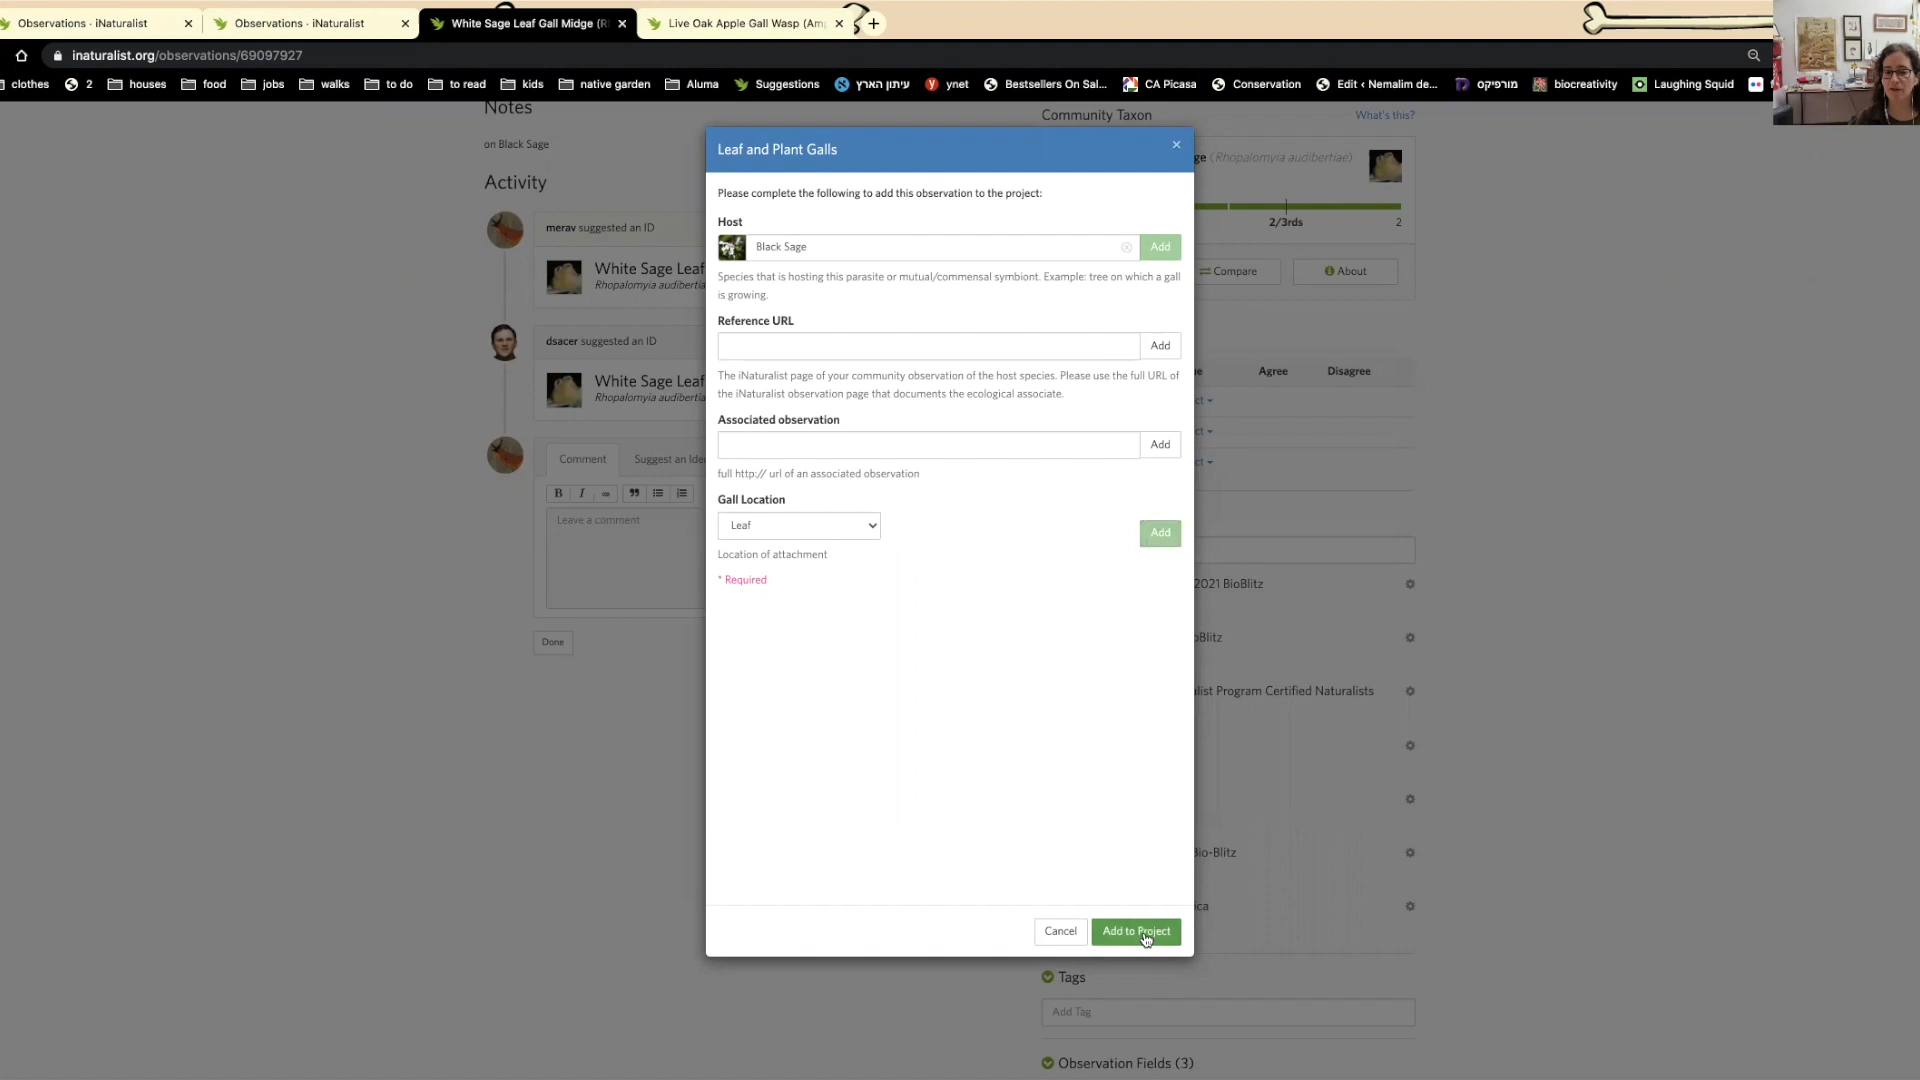 Observations · iNaturalist
Observations · iNaturalist
White Sage Leaf Gall Midge (R
Live Oak Apple Gall Wasp (Am
inaturalist.org/observations/69097927
clothes 2 houses food jobs walks to do to read kids native garden Aluma Suggestions עיתון הארץ ynet Bestsellers On Sal... CA Picasa Conservation Edit ‹ Nemalim de... מורפיקס biocreativity Laughing Squid
Notes
on Black Sage
Activity
merav suggested an ID
White Sage Leaf
Rhopalomyia audibertia
dsacer suggested an ID
White Sage Leaf
Rhopalomyia audibertia
Comment
Suggest an Ide
B I
Leave a comment
Done
Leaf and Plant Galls
Please complete the following to add this observation to the project:
Host
Black Sage
Add
Species that is hosting this parasite or mutual/commensal symbiont. Example: tree on which a gall
is growing.
Reference URL
Add
The iNaturalist page of your community observation of the host species. Please use the full URL of
the iNaturalist observation page that documents the ecological associate.
Associated observation
Add
full http:// url of an associated observation
Gall Location
Leaf
Add
Location of attachment
* Required
Cancel
Add to Project
Community Taxon
What's this?
ge (Rhopalomyia audibertiae)
2/3rds
2
Compare
About
ue
Agree
Disagree
ct
ct
ct
2021 BioBlitz
oBlitz
alist Program Certified Naturalists
Bio-Blitz
ica
Tags
Add Tag
Observation Fields (3)